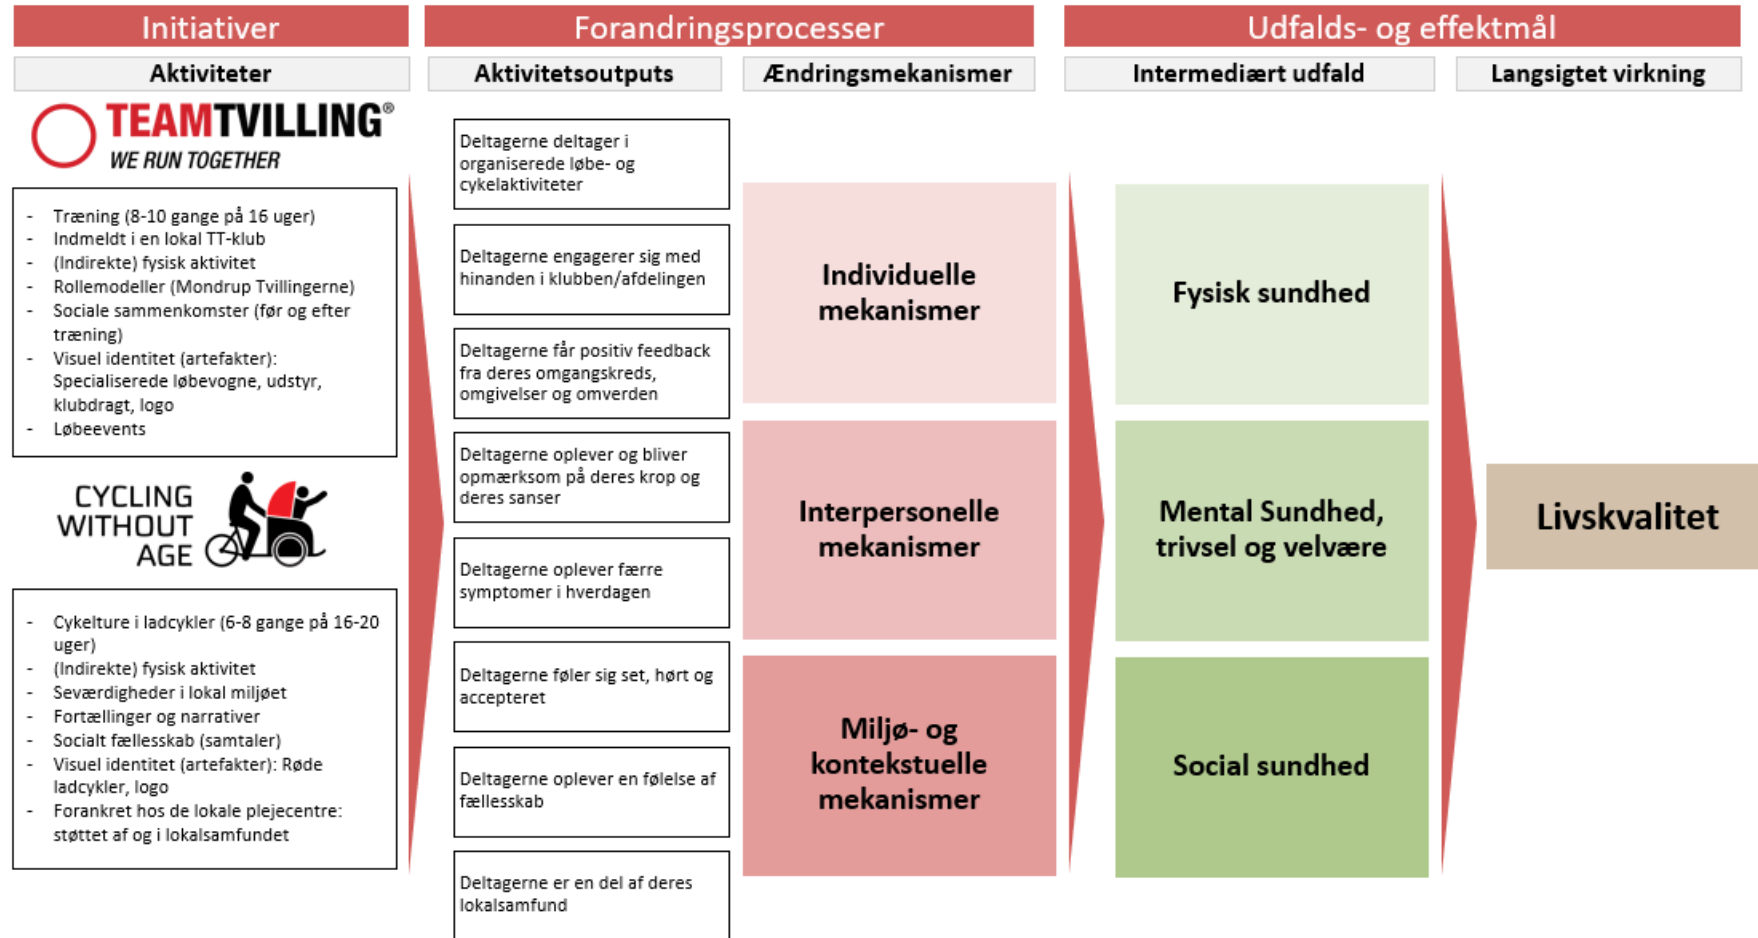 Initiativer
Forandringsprocesser
Udfalds- og effektmål
Aktiviteter
Aktivitetsoutputs
Ændringsmekanismer
Intermediært udfald
Langsigtet virkning
TEAMTVILLING®
WE RUN TOGETHER
- Træning (8-10 gange på 16 uger)
- Indmeldt i en lokal TT-klub
- (Indirekte) fysisk aktivitet
- Rollemodeller (Mondrup Tvillingerne)
- Sociale sammenkomster (før og efter
træning)
- Visuel identitet (artefakter):
Specialiserede løbevogne, udstyr,
klubdragt, logo
- Løbeevents
CYCLING
WITHOUT
AGE
- Cykelture i ladcykler (6-8 gange på 16-20
uger)
- (Indirekte) fysisk aktivitet
- Seværdigheder i lokal miljøet
- Fortællinger og narrativer
- Socialt fællesskab (samtaler)
- Visuel identitet (artefakter): Røde
ladcykler, logo
- Forankret hos de lokale plejecentre:
støttet af og i lokalsamfundet
Deltagerne deltager i
organiserede løbe- og
cykelaktiviteter
Deltagerne engagerer sig med
hinanden i klubben/afdelingen
Deltagerne får positiv feedback
fra deres omgangskreds,
omgivelser og omverden
Deltagerne oplever og bliver
opmærksom på deres krop og
deres sanser
Deltagerne oplever færre
symptomer i hverdagen
Deltagerne føler sig set, hørt og
accepteret
Deltagerne oplever en følelse af
fællesskab
Deltagerne er en del af deres
lokalsamfund
Individuelle
mekanismer
Interpersonelle
mekanismer
Miljø- og
kontekstuelle
mekanismer
Fysisk sundhed
Mental Sundhed,
trivsel og velvære
Social sundhed
Livskvalitet